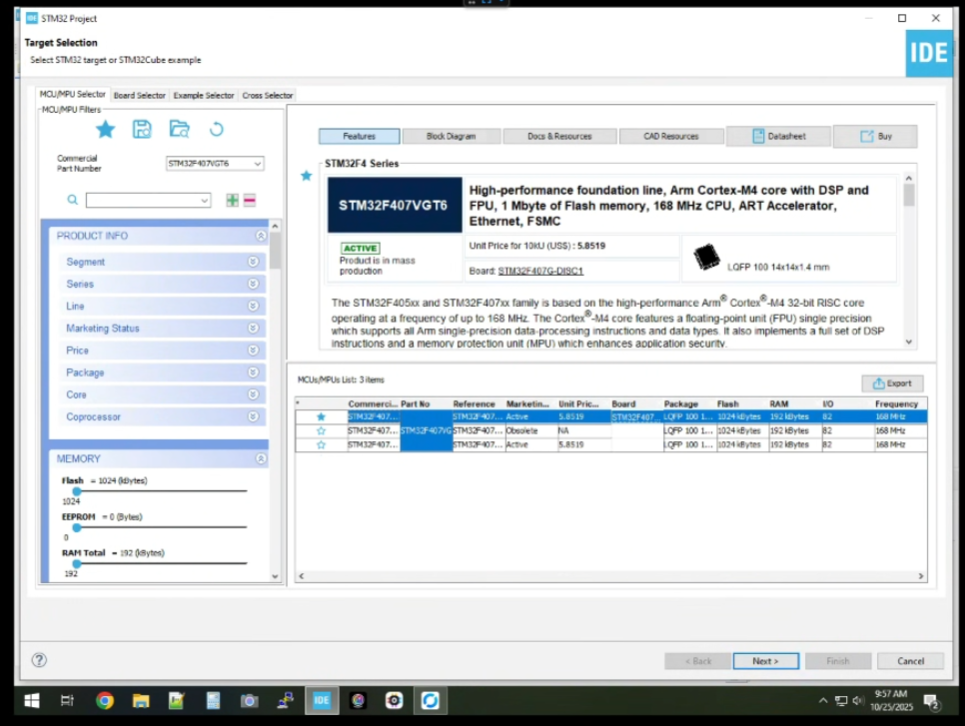 IDE STM32 Project
Target Selection
Select STM32 target or STM32Cube example
IDE
MCU/MPU Selector Board Selector Example Selector Cross Selector
MCU/MPU Filters
Commercial
Part Number
STM32F407VGT6
PRODUCT INFO
Segment
Series
Line
Marketing Status
Price
Package
Core
Coprocessor
MEMORY
Flash = 1024 (kBytes)
1024
EEPROM = 0 (Bytes)
0
RAM Total = 192 (kBytes)
192
Features Block Diagram Docs & Resources CAD Resources Datasheet Buy
STM32F4 Series
STM32F407VGT6
High-performance foundation line, Arm Cortex-M4 core with DSP and
FPU, 1 Mbyte of Flash memory, 168 MHz CPU, ART Accelerator,
Ethernet, FSMC
ACTIVE
Product is in mass
production
Unit Price for 10kU (US$) : 5.8519
Board: STM32F407G-DISC1
LQFP 100 14x14x1.4 mm
The STM32F405xx and STM32F407xx family is based on the high-performance Arm® Cortex®-M4 32-bit RISC core
operating at a frequency of up to 168 MHz. The Cortex®-M4 core features a floating-point unit (FPU) single precision
which supports all Arm single-precision data-processing instructions and data types. It also implements a full set of DSP
instructions and a memory protection unit (MPU) which enhances application security.
MCUs/MPUs List: 3 items
Export
* Commerci... Part No Reference Marketin... Unit Pric... Board Package Flash RAM I/O Frequency
STM32F407... STM32F407... Active 5.8519 STM32F407... LQFP 100 1... 1024 kBytes 192 kBytes 82 168 MHz
STM32F407... STM32F407VG STM32F407... Obsolete NA LQFP 100 1... 1024 kBytes 192 kBytes 82 168 MHz
STM32F407... STM32F407... Active 5.8519 LQFP 100 1... 1024 kBytes 192 kBytes 82 168 MHz
? < Back Next > Finish Cancel
IDE
9:57 AM
10/25/2025
2